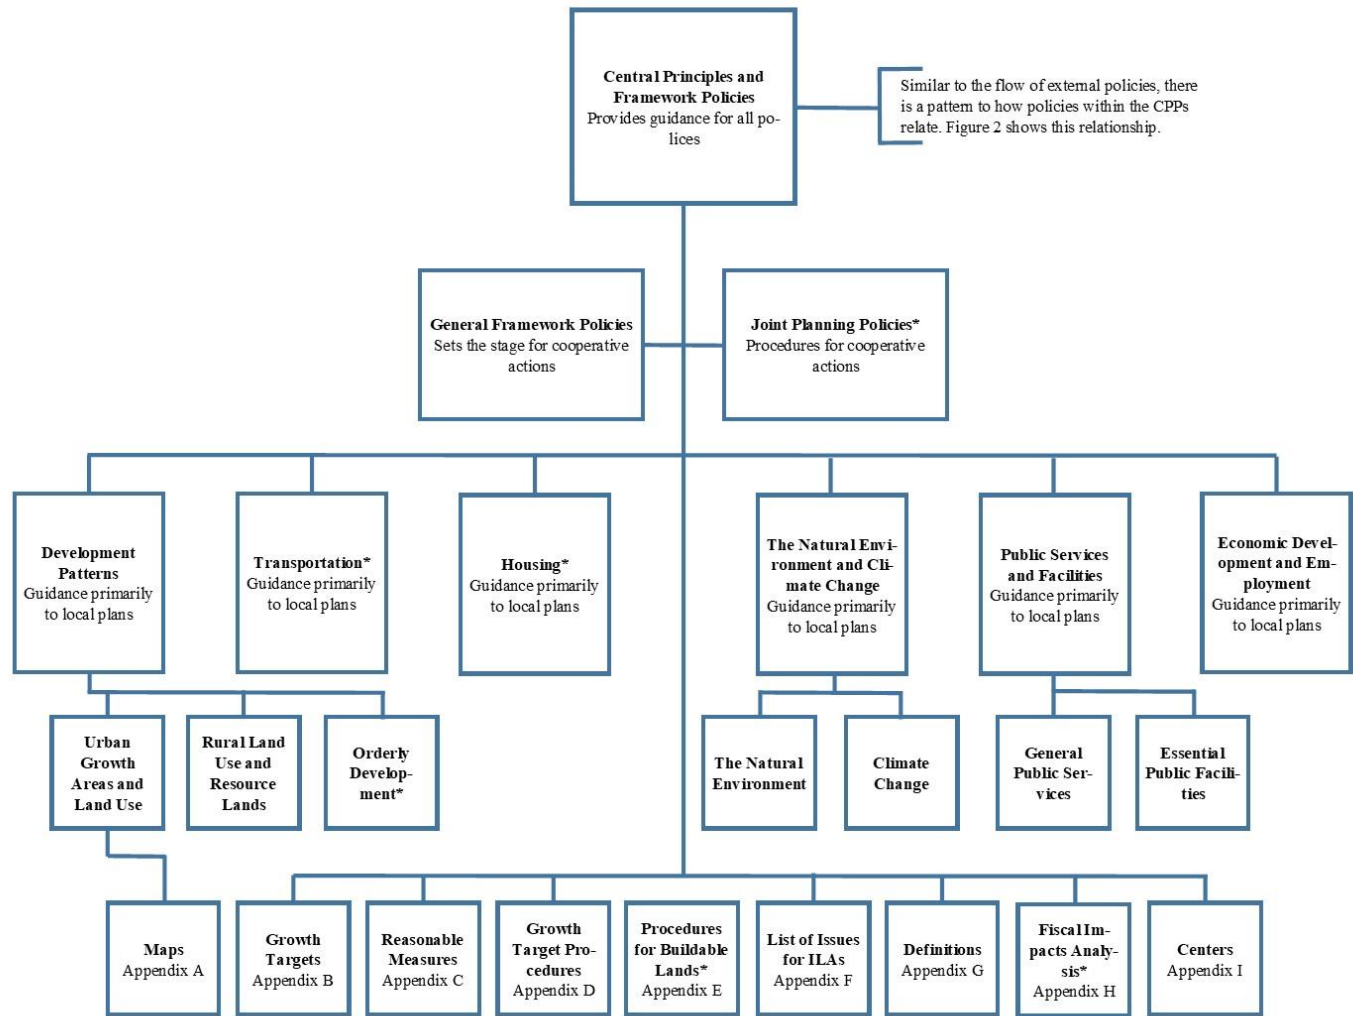 Central Principles and
Framework Policies
Provides guidance for all po-
lices
Similar to the flow of external policies, there
is a pattern to how policies within the CPPs
relate. Figure 2 shows this relationship.
General Framework Policies
Sets the stage for cooperative
actions
Joint Planning Policies*
Procedures for cooperative
actions
Development
Patterns
Guidance primarily
to local plans
Transportation*
Guidance primarily
to local plans
Housing*
Guidance primarily
to local plans
The Natural Envi-
ronment and Cli-
mate Change
Guidance primarily
to local plans
Public Services
and Facilities
Guidance primarily
to local plans
Economic Devel-
opment and Em-
ployment
Guidance primarily
to local plans
Urban
Growth
Areas and
Land Use
Rural Land
Use and
Resource
Lands
Orderly
Develop-
ment*
The Natural
Environment
Climate
Change
General
Public Ser-
vices
Essential
Public Facili-
ties
Maps
Appendix A
Growth
Targets
Appendix B
Reasonable
Measures
Appendix C
Growth
Target Pro-
cedures
Appendix D
Procedures
for Buildable
Lands*
Appendix E
List of Issues
for ILAs
Appendix F
Definitions
Appendix G
Fiscal Im-
pacts Analy-
sis*
Appendix H
Centers
Appendix I